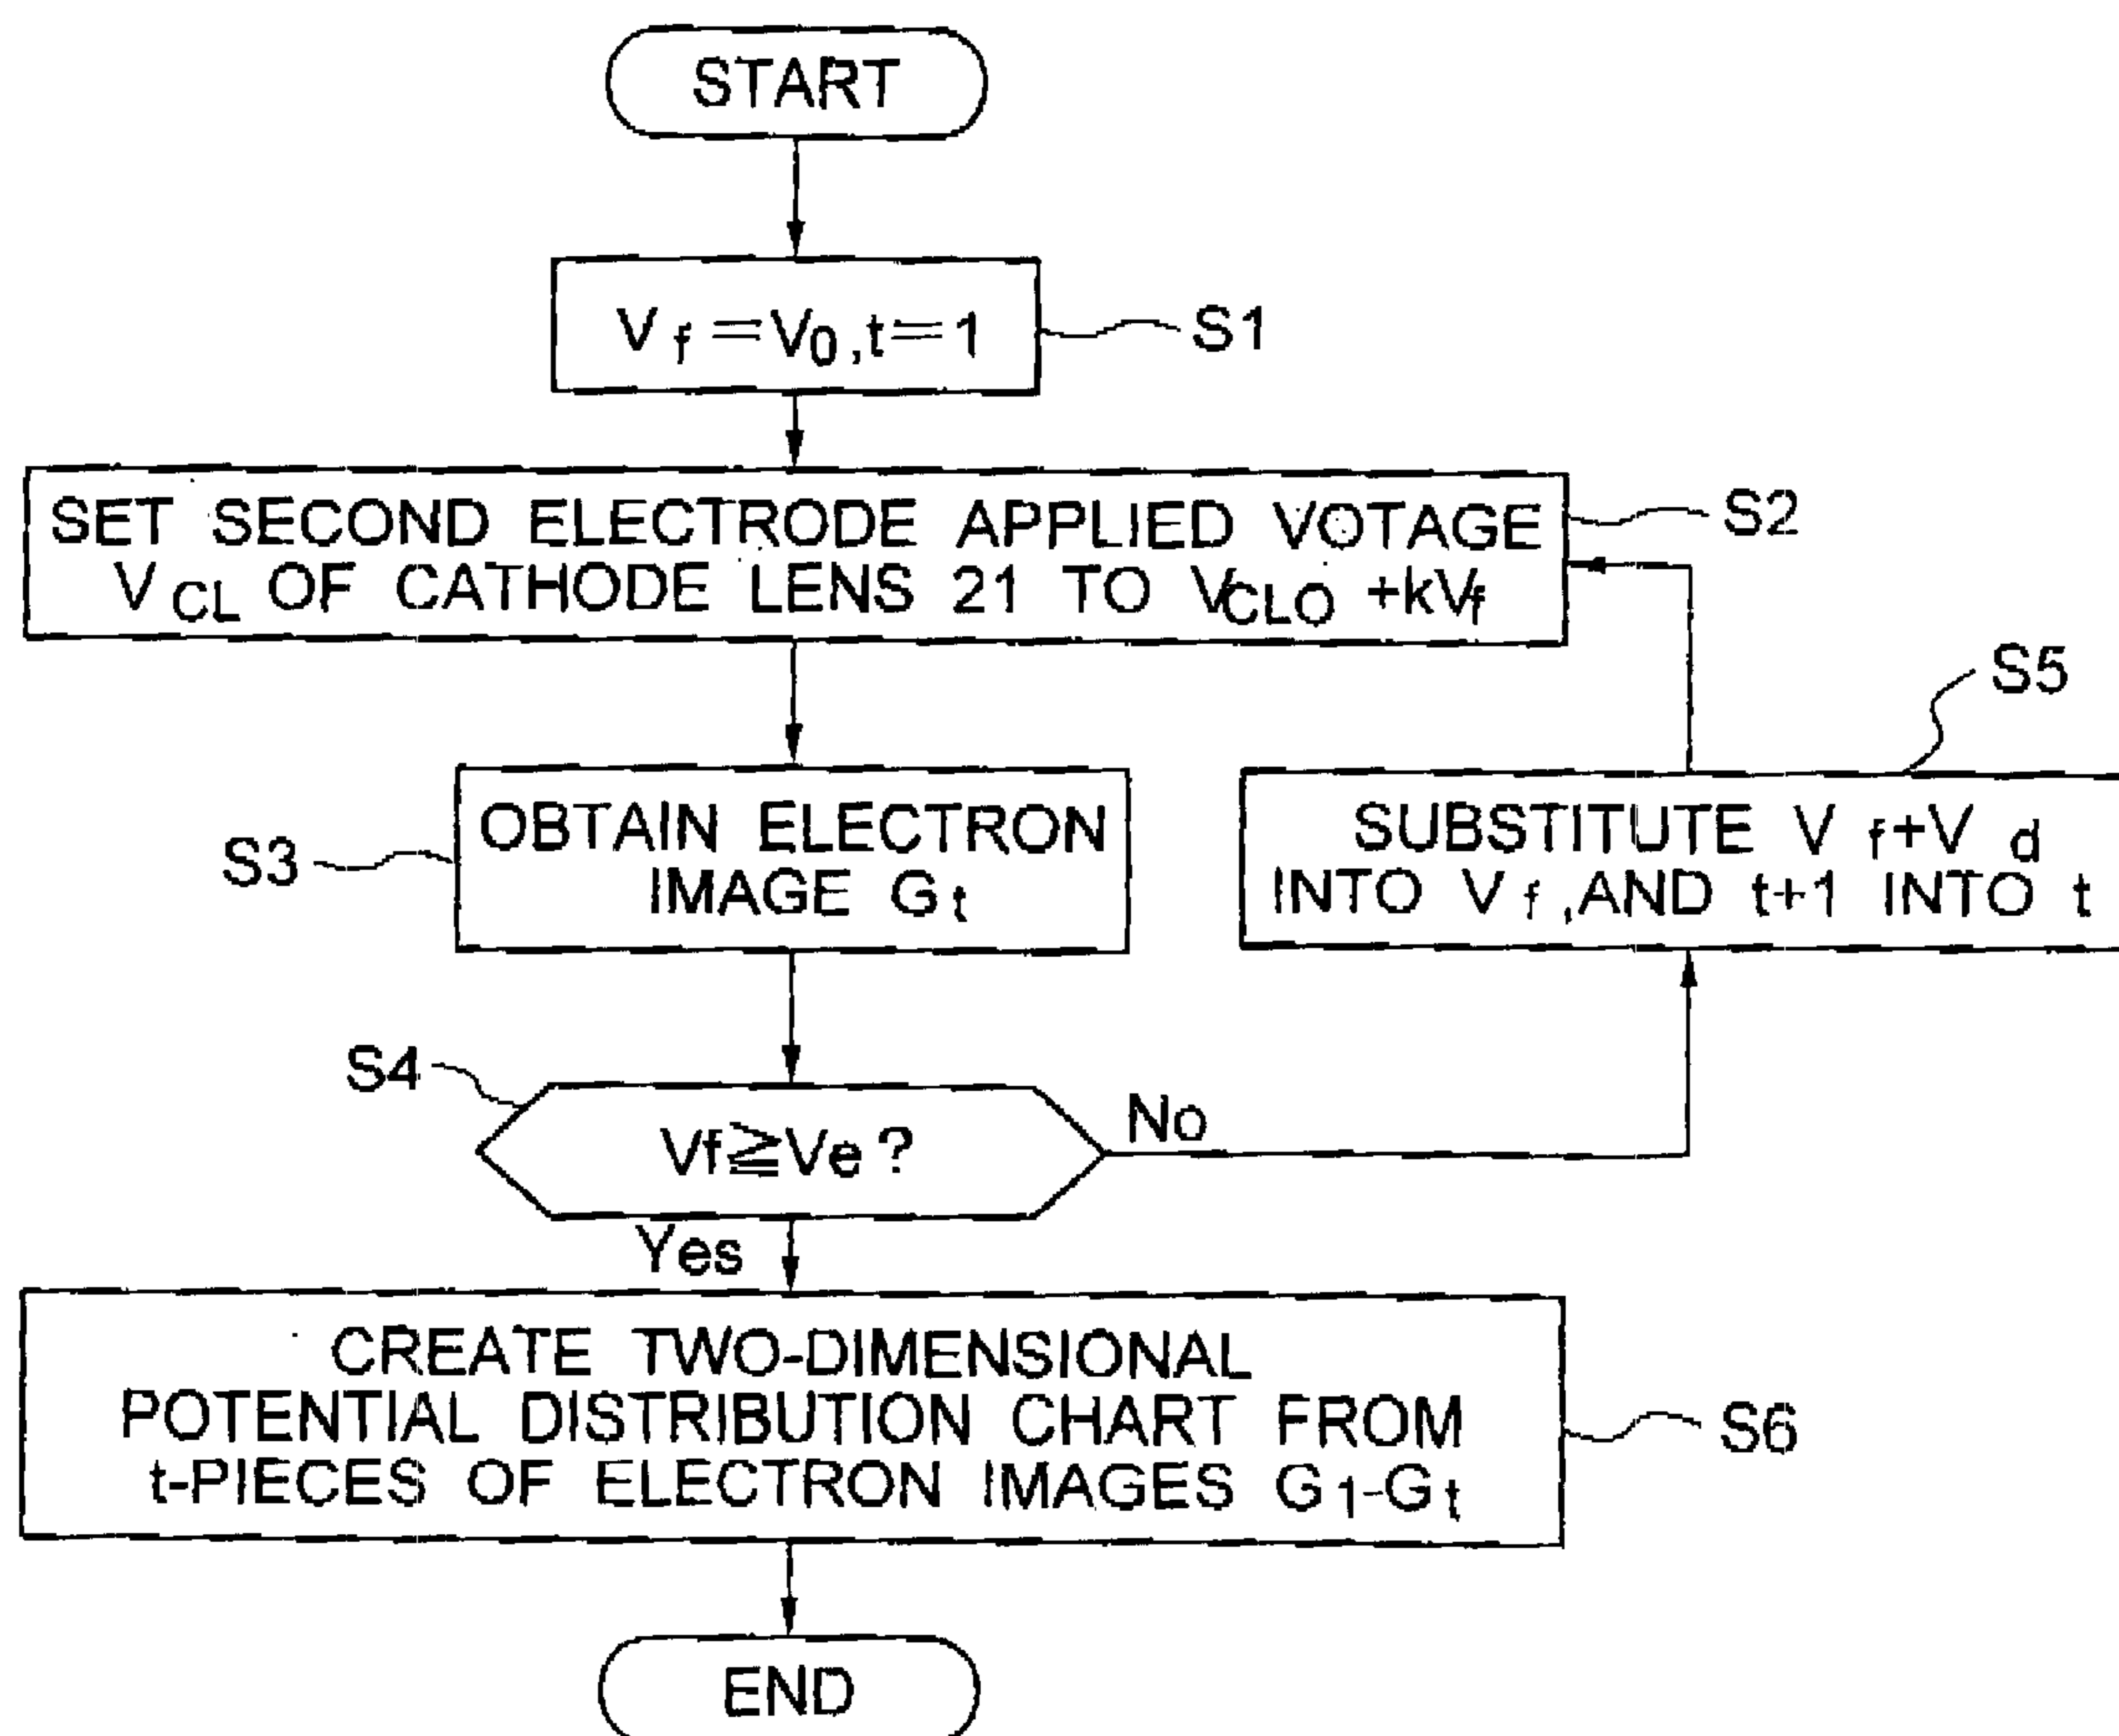 START
V f =V0,t=1
S1
SET SECOND ELECTRODE APPLIED VOTAGE
V CL OF CATHODE LENS 21 TO VCLO +kVf
S2
OBTAIN ELECTRON
IMAGE G t
S3
SUBSTITUTE V f+V d
INTO V f,AND t+1 INTO t
S5
S4
Vf≧Ve?
No
Yes
CREATE TWO-DIMENSIONAL
POTENTIAL DISTRIBUTION CHART FROM
t-PIECES OF ELECTRON IMAGES G1-G t
S6
END